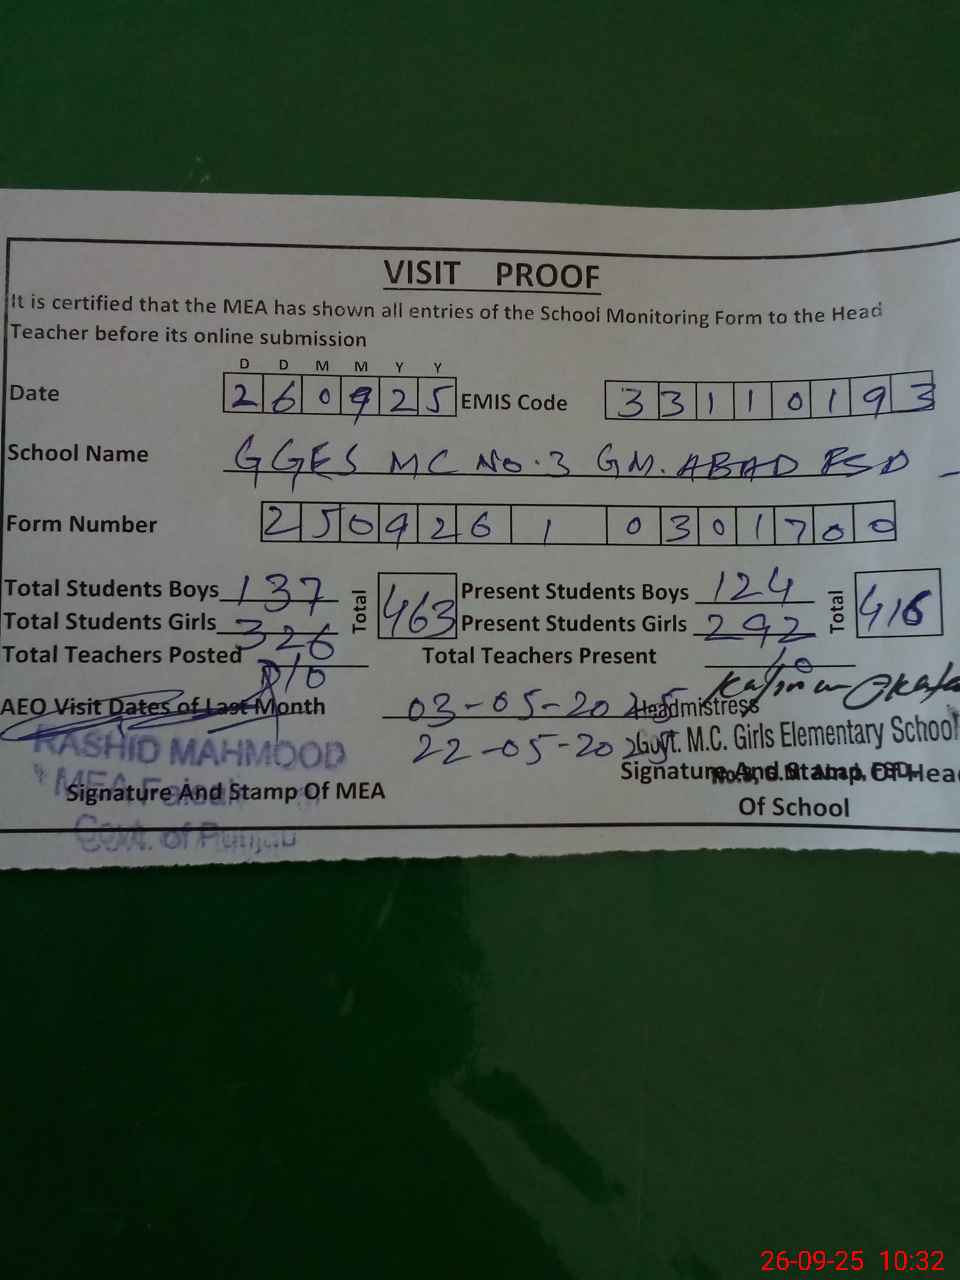 VISIT PROOF
It is certified that the MEA has shown all entries of the School Monitoring Form to the Head
Teacher before its online submission
D D M M Y Y
Date 2 6 0 9 2 5 EMIS Code 3 3 1 1 0 1 9 3
School Name GGES MC No. 3 GM. ABAD FSD
Form Number 2 5 0 9 2 6 1 0 3 0 1 7 0 0
Total Students Boys 137 Total 463 Present Students Boys 124 Total 416
Total Students Girls 326 Present Students Girls 292
Total Teachers Posted 10 Total Teachers Present 10
AEO Visit Dates of Last Month 03-05-2025 Headmistress
RASHID MAHMOOD 22-05-2025 Govt. M.C. Girls Elementary School
MEA Signature And Stamp Of Head
Signature And Stamp Of MEA Of School
Govt. of Punjab
26-09-25 10:32